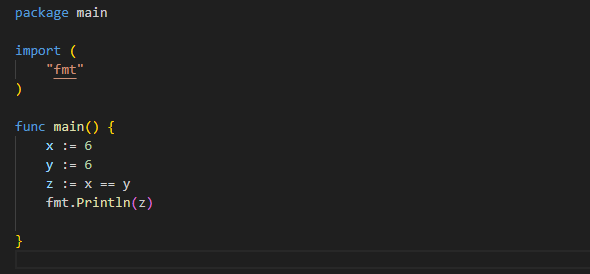 package main
import (
    "fmt"
)
func main() {
    x := 6
    y := 6
    z := x == y
    fmt.Println(z)
}